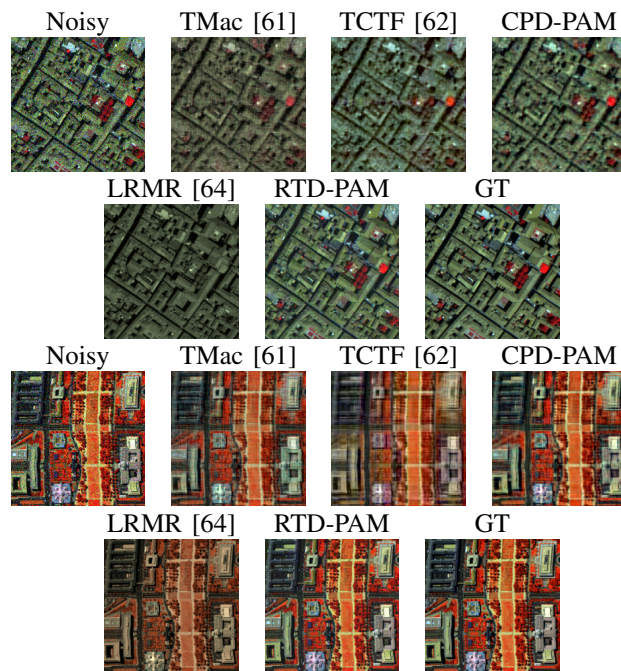 Noisy TMac [61] TCTF [62] CPD-PAM
LRMR [64] RTD-PAM GT
Noisy TMac [61] TCTF [62] CPD-PAM
LRMR [64] RTD-PAM GT